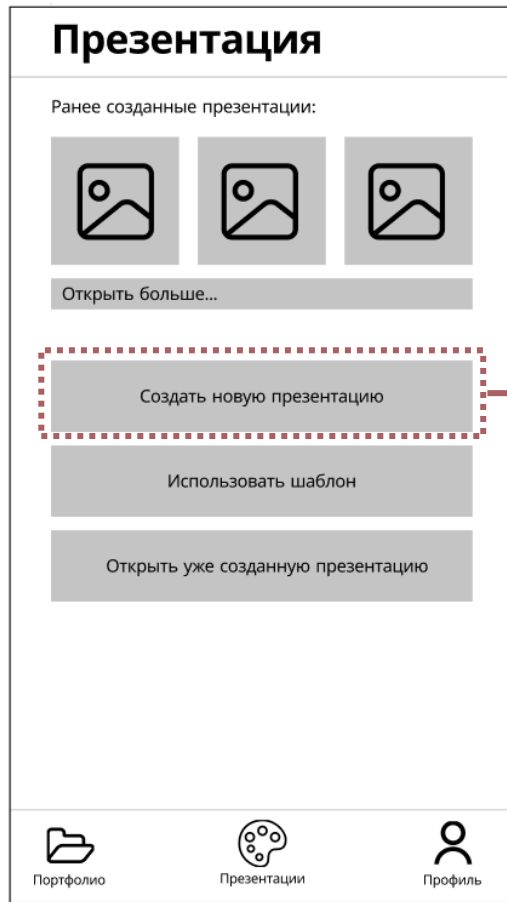 Презентация
Ранее созданные презентации:
Открыть больше...
Создать новую презентацию
Использовать шаблон
Открыть уже созданную презентацию
Портфолио
Презентации
Профиль